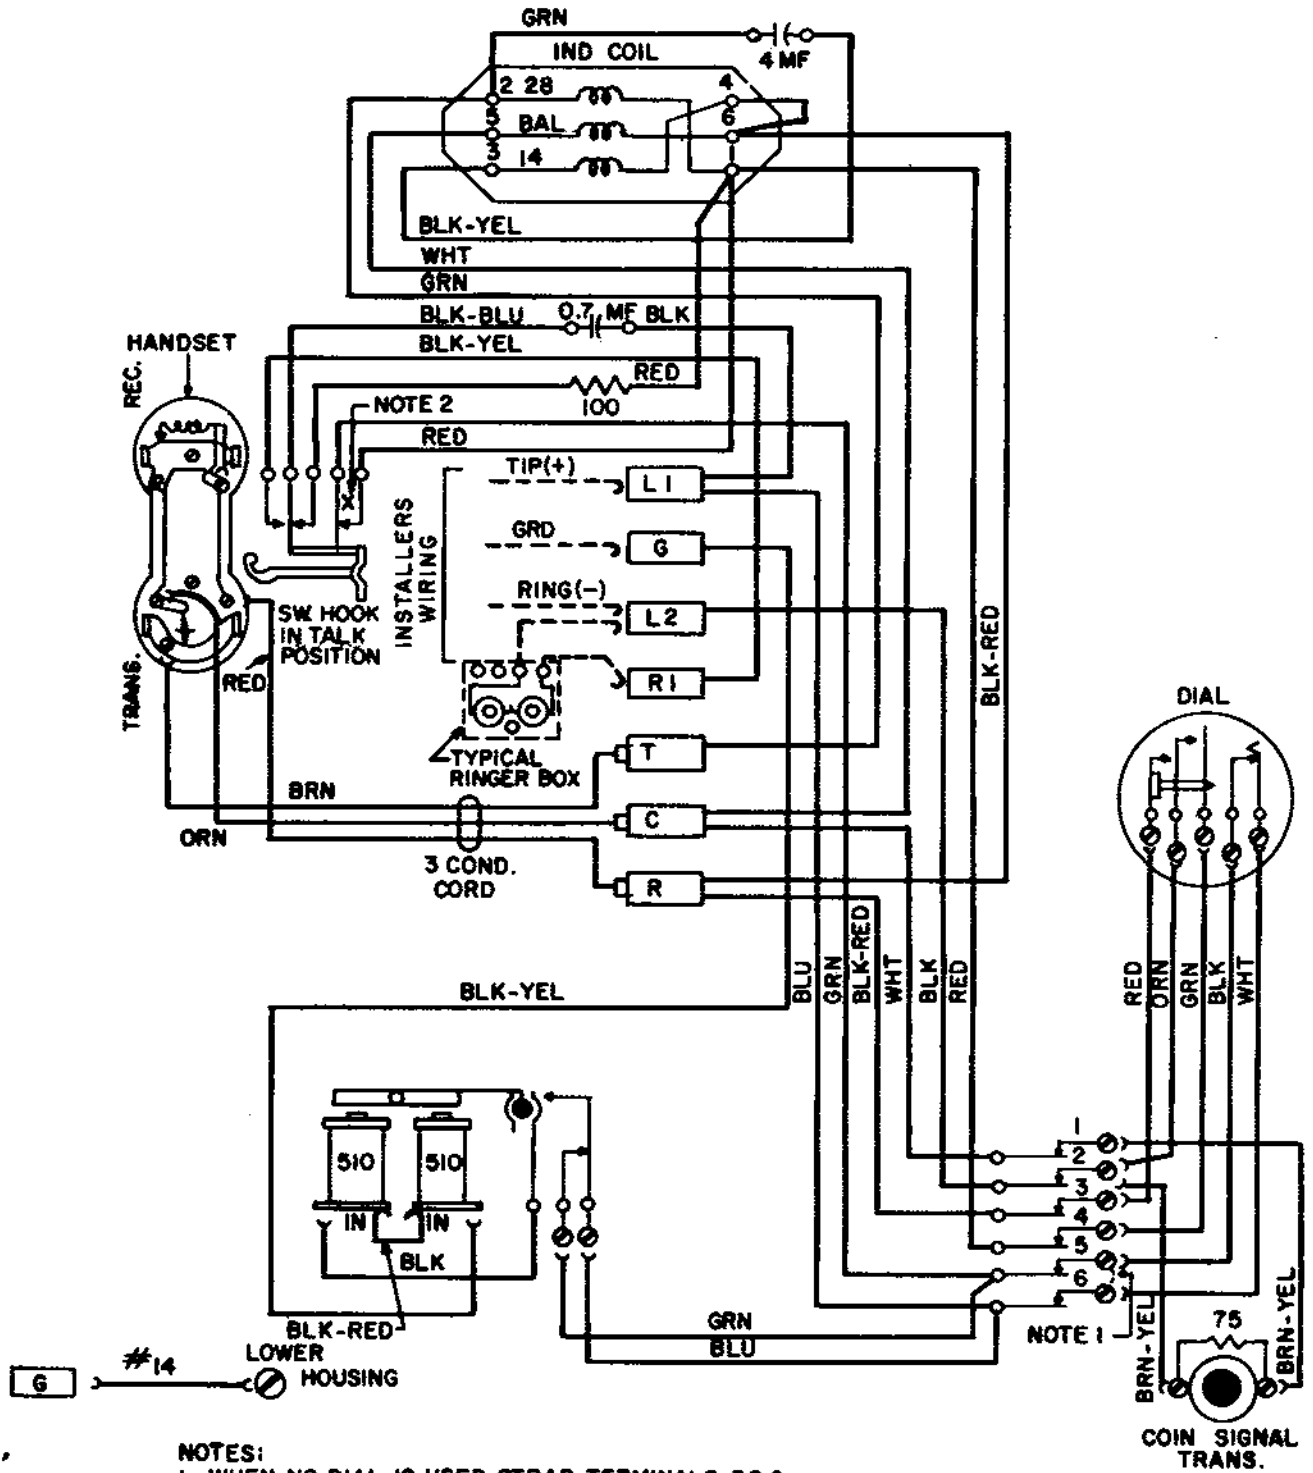 GRN
4 MF
IND COIL
2 28
4
5
BAL
6
3
14
BLK-YEL
WHT
GRN
BLK-BLU
0.7 MF
BLK
BLK-YEL
HANDSET
REC.
RED
100
NOTE 2
RED
X
TIP(+)
L1
GRD
G
INSTALLERS
WIRING
RING(-)
L2
SW. HOOK
IN TALK
POSITION
RED
TRANS.
R1
BLK-RED
DIAL
TYPICAL
RINGER BOX
T
BRN
ORN
C
3 COND.
CORD
R
BLK-YEL
BLU
GRN
BLK-RED
WHT
BLK
RED
RED
ORN
GRN
BLK
WHT
510
510
IN
IN
BLK
BLK-RED
1
2
3
4
5
6
GRN
BLU
NOTE 1
BRN-YEL
75
BRN-YEL
G
#14
LOWER
HOUSING
COIN SIGNAL
TRANS.
NOTES: